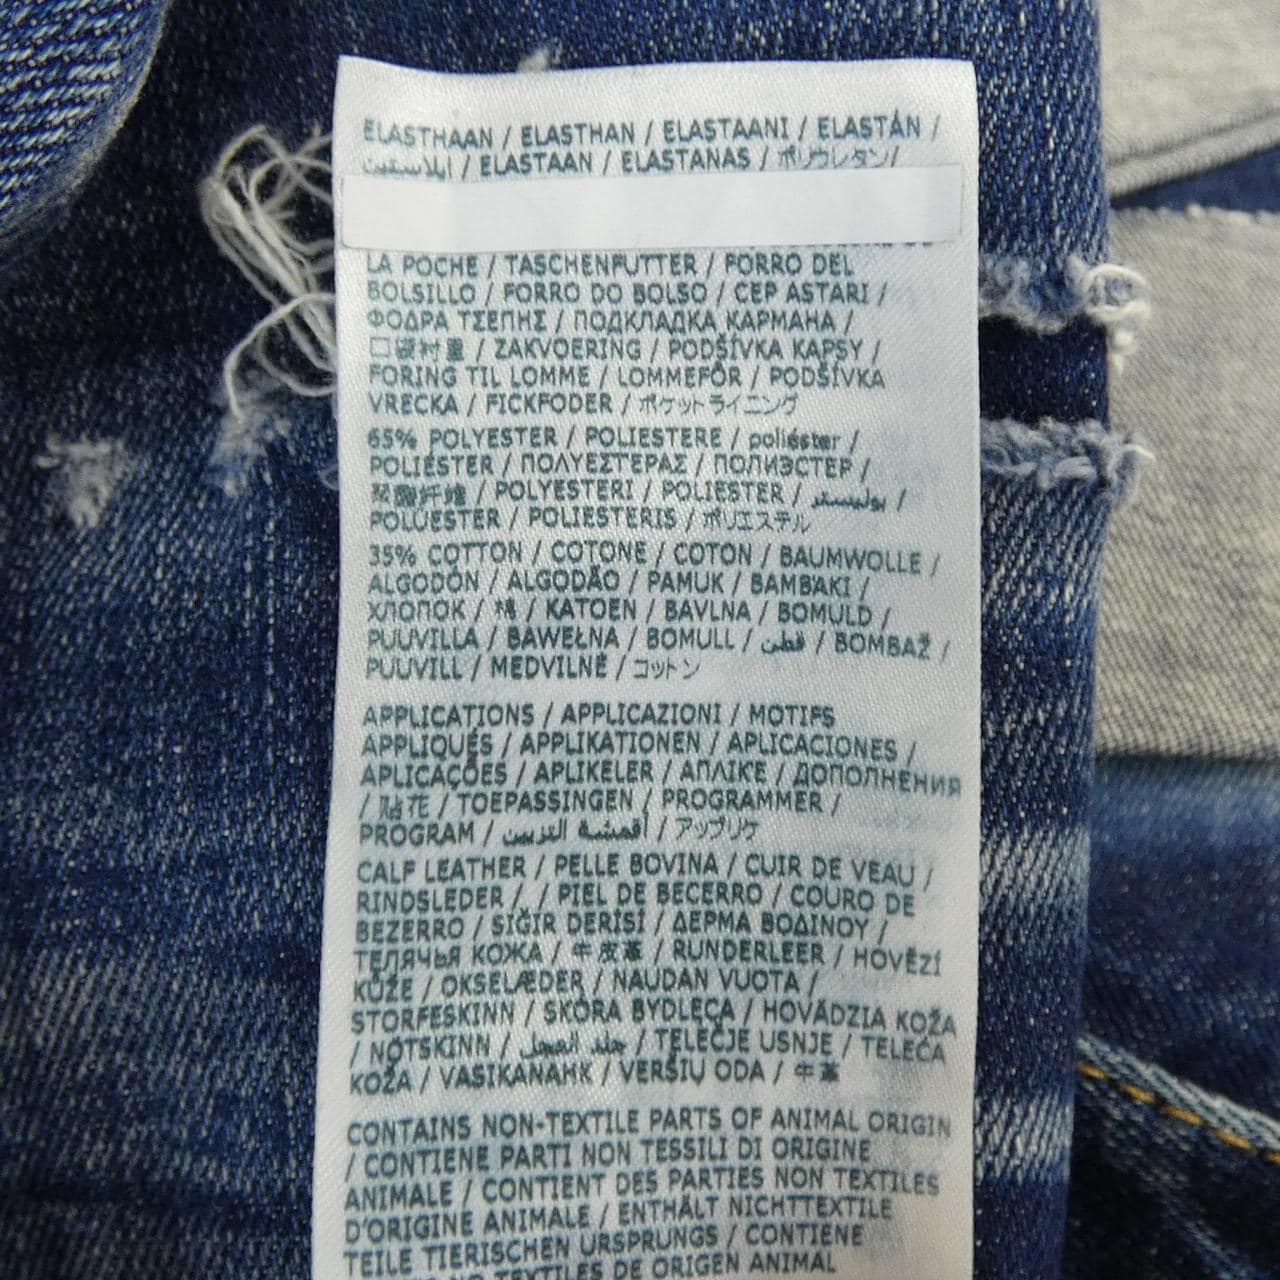 ELASTHAAN / ELASTHAN / ELASTAANI / ELASTÁN /
/ ELASTAAN / ELASTANAS / ポリウレタン/
LA POCHE / TASCHENFUTTER / FORRO DEL
BOLSILLO / FORRO DO BOLSO / CEP ASTARI /
ΦΟΔΡΑ ΤΣΕΠΗΣ / ПОДКЛАДКА КАРМАНА /
口袋衬里 / ZAKVOERING / PODŠÍVKA KAPSY /
FORING TIL LOMME / LOMMEFÔR / PODŠÍVKA
VRECKA / FICKFODER / ポケットライニング
65% POLYESTER / POLIESTERE / poliéster /
POLIÉSTER / ΠΟΛΥΕΣΤΕΡΑΣ / ПОЛИЭСТЕР /
聚酯纤维 / POLYESTERI / POLIESTER / بوليستر /
POLÜESTER / POLIESTERIS / ポリエステル
35% COTTON / COTONE / COTON / BAUMWOLLE /
ALGODÓN / ALGODÃO / PAMUK / BAMBAKI /
ХЛОПОК / 棉 / KATOEN / BAVLNA / BOMULD /
PUUVILLA / BAWEŁNA / BOMULL / قطن / BOMBAŽ /
PUUVILL / MEDVILNĖ / コットン
APPLICATIONS / APPLICAZIONI / MOTIFS
APPLIQUÉS / APPLIKATIONEN / APLICACIONES /
APLICAÇÕES / APLIKELER / ΑΠΛΙΚΕ / ДОПОЛНЕНИЯ
/ 贴花 / TOEPASSINGEN / PROGRAMMER /
PROGRAM / أقمشة التزيين / アップリケ
CALF LEATHER / PELLE BOVINA / CUIR DE VEAU /
RINDSLEDER / / PIEL DE BECERRO / COURO DE
BEZERRO / SIĞIR DERİSİ / ΔΕΡΜΑ ΒΟΔΙΝΟΥ /
ТЕЛЯЧЬЯ КОЖА / 牛皮革 / RUNDERLEER / HOVĚZÍ
KŮŽE / OKSELÆDER / NAUDAN VUOTA /
STORFESKINN / SKÓRA BYDLĘCA / HOVÄDZIA KOŽA
/ NÖTSKINN / جلد العجل / TELEČJE USNJE / TELEĆA
KOŽA / VASIKANAHK / VERŠIŲ ODA / 牛革
CONTAINS NON-TEXTILE PARTS OF ANIMAL ORIGIN
/ CONTIENE PARTI NON TESSILI DI ORIGINE
ANIMALE / CONTIENT DES PARTIES NON TEXTILES
D'ORIGINE ANIMALE / ENTHÄLT NICHTTEXTILE
TEILE TIERISCHEN URSPRUNGS / CONTIENE
TEXTILES DE ORIGEN ANIMAL